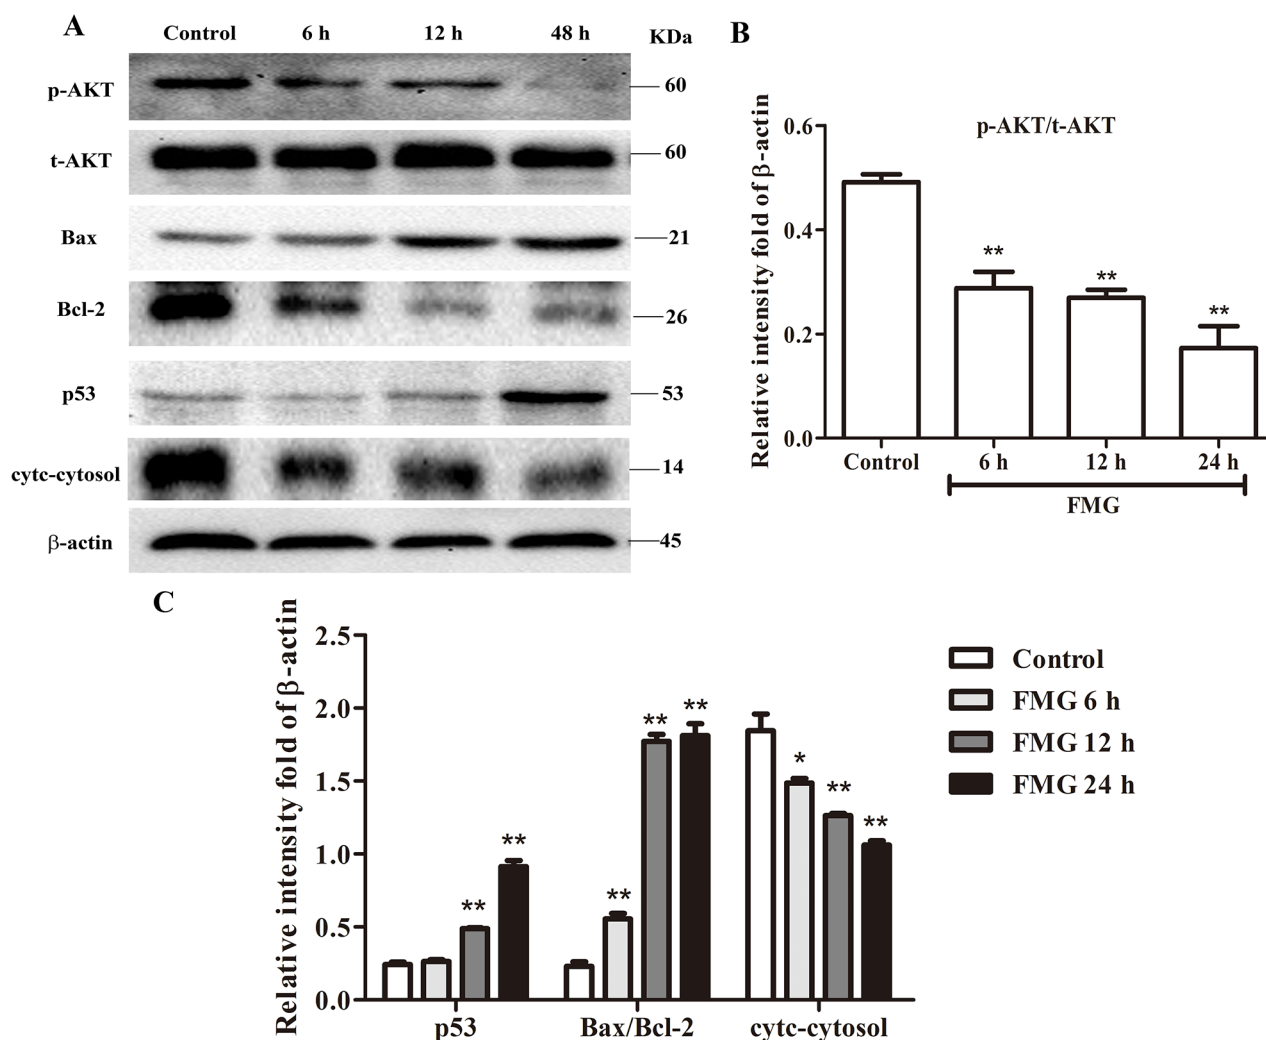 A
Control 6 h 12 h 48 h KDa
p-AKT 60
t-AKT 60
Bax 21
Bcl-2 26
p53 53
cytc-cytosol 14
β-actin 45
B
p-AKT/t-AKT
Relative intensity fold of β-actin
0.6
0.4
0.2
0.0
**
**
**
Control 6 h 12 h 24 h
FMG
C
Relative intensity fold of β-actin
2.5
2.0
1.5
1.0
0.5
0.0
**
**
**
**
**
*
**
**
p53 Bax/Bcl-2 cytc-cytosol
Control
FMG 6 h
FMG 12 h
FMG 24 h